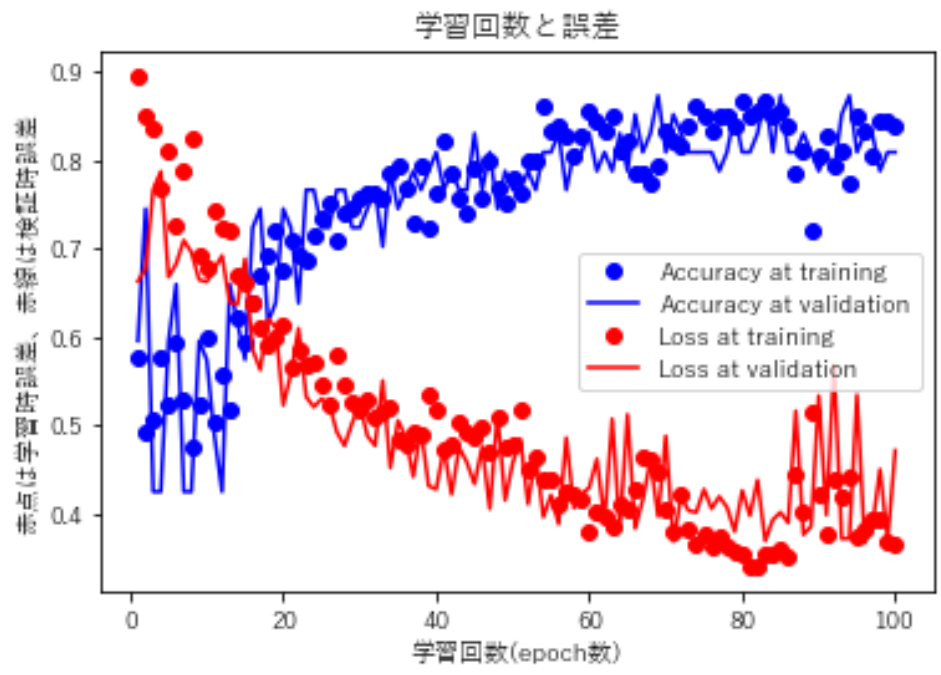 学習回数と誤差
赤点は学習時誤差、 赤線は検証時誤差
0.9
0.8
0.7
0.6
0.5
0.4
Accuracy at training
Accuracy at validation
Loss at training
Loss at validation
0 20 40 60 80 100
学習回数(epoch数)